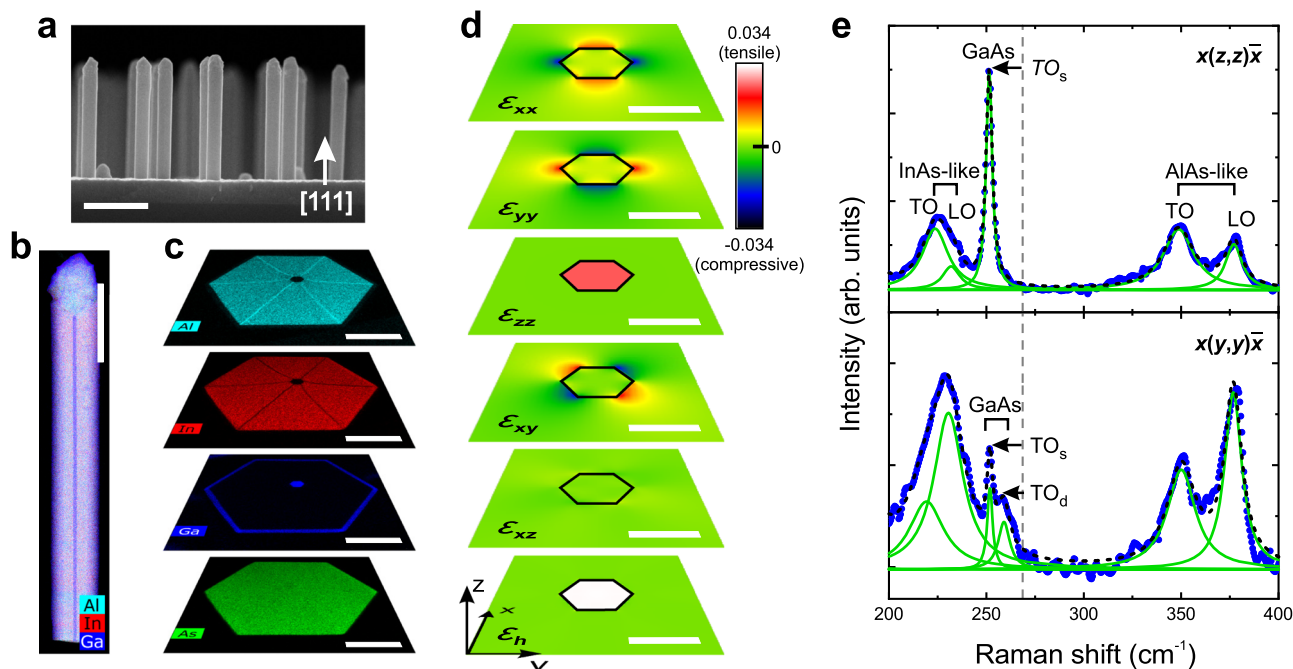 a
[111]
b
Al
In
Ga
c
Al
In
Ga
As
d
0.034
(tensile)
0
-0.034
(compressive)
εxx
εyy
εzz
εxy
εxz
εh
z
x
y
e
Intensity (arb. units)
x(z,z)x̅
GaAs
TOs
InAs-like
TO
LO
AlAs-like
TO
LO
x(y,y)x̅
GaAs
TOs
TOd
200
250
300
350
400
Raman shift (cm⁻¹)